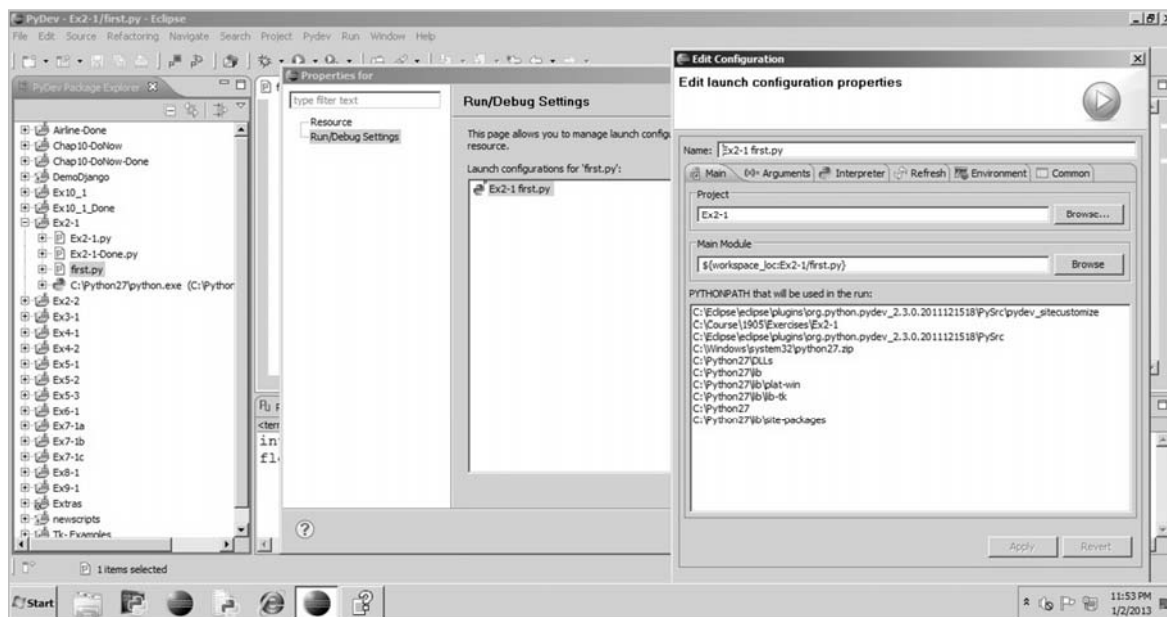 PyDev - Ex2-1/first.py - Eclipse
File Edit Source Refactoring Navigate Search Project Pydev Run Window Help
PyDev Package Explorer
Airline-Done
Chap10-DoNow
Chap10-DoNow-Done
DemoDjango
Ex10_1
Ex10_1_Done
Ex2-1
Ex2-1.py
Ex2-1-Done.py
first.py
C:\Python27\python.exe (C:\Python
Ex2-2
Ex3-1
Ex4-1
Ex4-2
Ex5-1
Ex5-2
Ex5-3
Ex6-1
Ex7-1a
Ex7-1b
Ex7-1c
Ex8-1
Ex9-1
Extras
newscripts
Tk-Examples
Properties for
type filter text
Resource
Run/Debug Settings
Run/Debug Settings
This page allows you to manage launch configu
resource.
Launch configurations for 'first.py':
Ex2-1 first.py
<tern
in
fl
Edit Configuration
Edit launch configuration properties
Name: Ex2-1 first.py
Main (x)= Arguments Interpreter Refresh Environment Common
Project
Ex2-1 Browse...
Main Module
${workspace_loc:Ex2-1/first.py} Browse
PYTHONPATH that will be used in the run:
C:\Eclipse\eclipse\plugins\org.python.pydev_2.3.0.2011121518\PySrc\pydev_sitecustomize
C:\Course\1905\Exercises\Ex2-1
C:\Eclipse\eclipse\plugins\org.python.pydev_2.3.0.2011121518\PySrc
C:\Windows\system32\python27.zip
C:\Python27\DLLs
C:\Python27\lib
C:\Python27\lib\plat-win
C:\Python27\lib\lib-tk
C:\Python27
C:\Python27\lib\site-packages
Apply Revert
1 items selected
Start
11:53 PM
1/2/2013